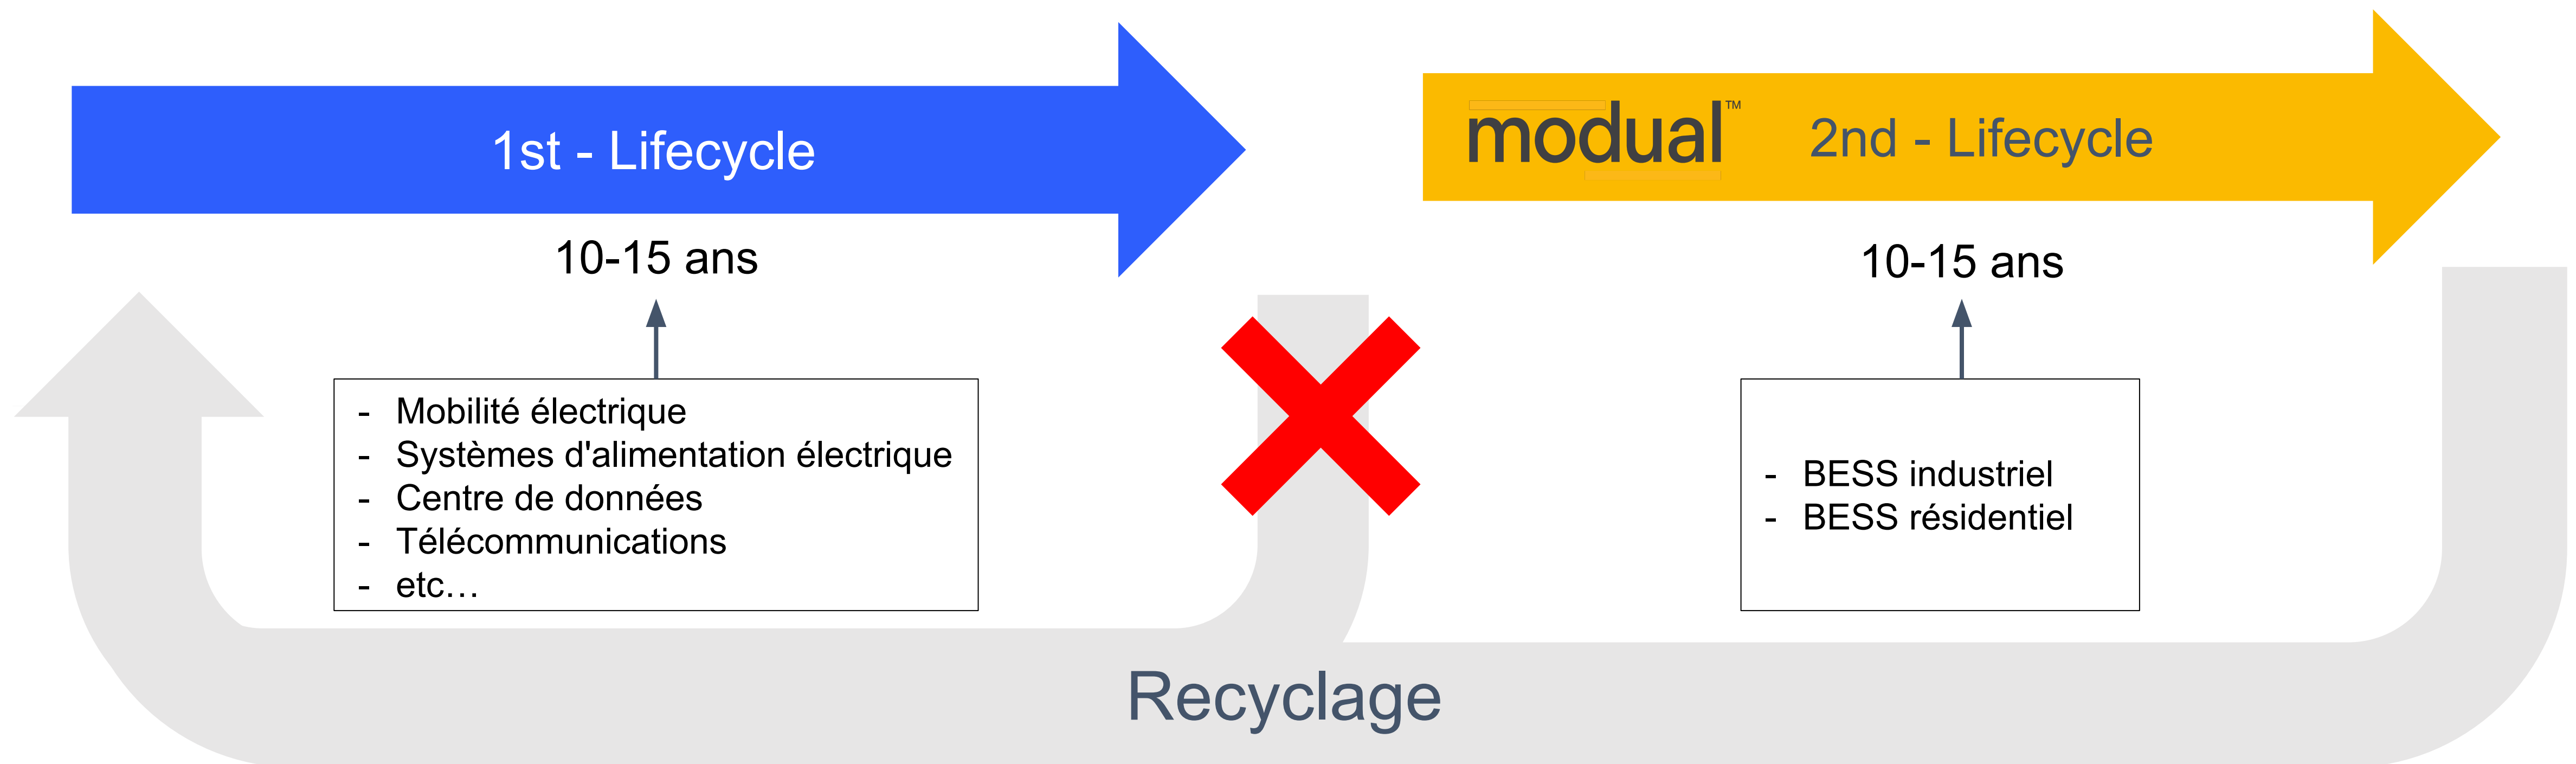 1st - Lifecycle
modual™
2nd - Lifecycle
10-15 ans
10-15 ans
- Mobilité électrique
- Systèmes d'alimentation électrique
- Centre de données
- Télécommunications
- etc…
- BESS industriel
- BESS résidentiel
Recyclage